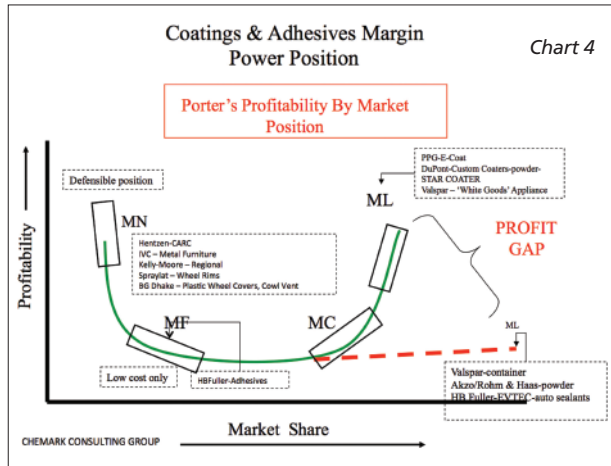 Coatings & Adhesives Margin
Power Position
Chart 4
Porter's Profitability By Market
Position
PPG-E-Coat
DuPont-Custom Coaters-powder-
STAR COATER
Valspar – 'White Goods' Appliance
Defensible position
ML
MN
PROFIT
GAP
Hentzen-CARC
IVC – Metal Furniture
Kelly-Moore – Regional
Spraylat – Wheel Rims
BG Dhake – Plastic Wheel Covers, Cowl Vent
Profitability
MF
MC
ML
Low cost only
HBFuller-Adhesives
Valspar-container
Akzo/Rohm & Haas-powder
HB Fuller-EVTEC-auto sealants
CHEMARK CONSULTING GROUP
Market Share